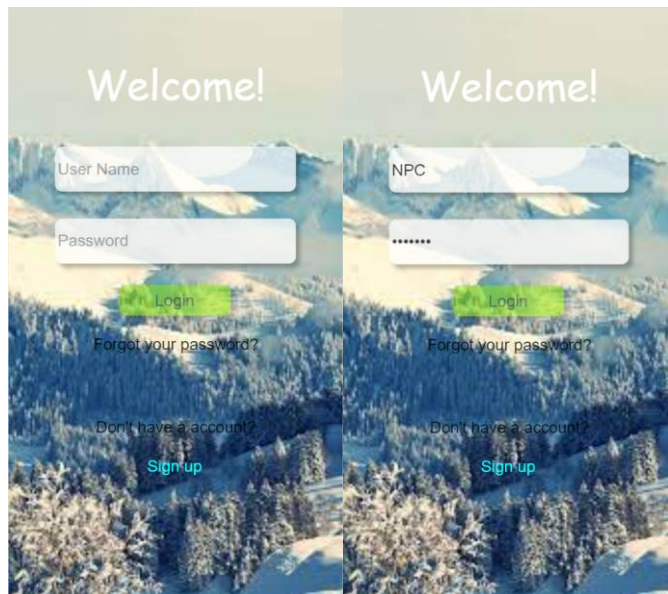 Welcome!
User Name
Password
Login
Forgot your password?
Don't have a account?
Sign up
Welcome!
NPC
•••••••
Login
Forgot your password?
Don't have a account?
Sign up